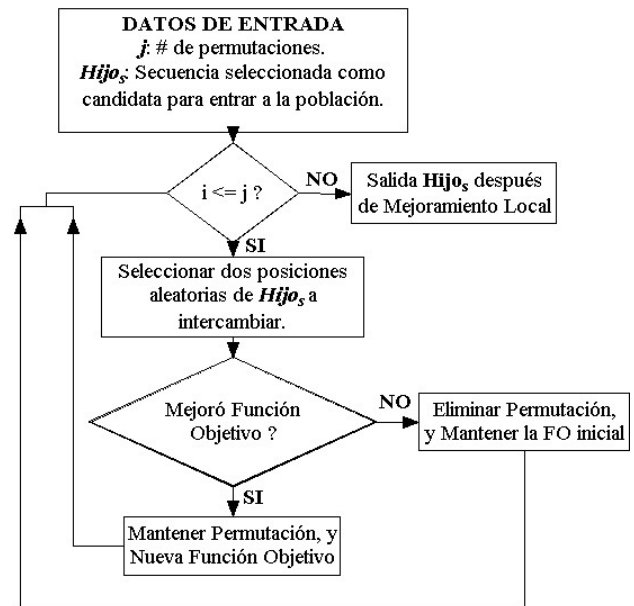 DATOS DE ENTRADA
j: # de permutaciones.
Hijos: Secuencia seleccionada como
candidata para entrar a la población.
i <= j ?
NO
Salida Hijos después
de Mejoramiento Local
SI
Seleccionar dos posiciones
aleatorias de Hijos a
intercambiar.
Mejoró Función
Objetivo ?
NO
Eliminar Permutación,
y Mantener la FO inicial
SI
Mantener Permutación, y
Nueva Función Objetivo